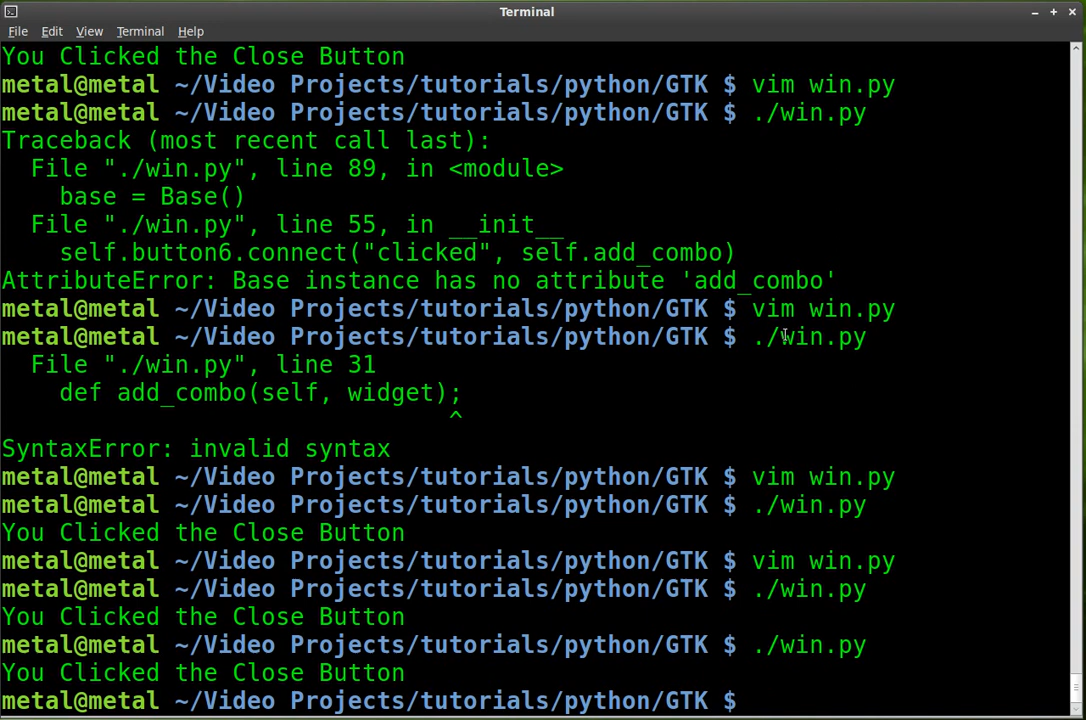 Terminal
File Edit View Terminal Help
You Clicked the Close Button
metal@metal ~/Video Projects/tutorials/python/GTK $ vim win.py
metal@metal ~/Video Projects/tutorials/python/GTK $ ./win.py
Traceback (most recent call last):
  File "./win.py", line 89, in <module>
    base = Base()
  File "./win.py", line 55, in __init__
    self.button6.connect("clicked", self.add_combo)
AttributeError: Base instance has no attribute 'add_combo'
metal@metal ~/Video Projects/tutorials/python/GTK $ vim win.py
metal@metal ~/Video Projects/tutorials/python/GTK $ ./win.py
  File "./win.py", line 31
    def add_combo(self, widget);
                               ^
SyntaxError: invalid syntax
metal@metal ~/Video Projects/tutorials/python/GTK $ vim win.py
metal@metal ~/Video Projects/tutorials/python/GTK $ ./win.py
You Clicked the Close Button
metal@metal ~/Video Projects/tutorials/python/GTK $ vim win.py
metal@metal ~/Video Projects/tutorials/python/GTK $ ./win.py
You Clicked the Close Button
metal@metal ~/Video Projects/tutorials/python/GTK $ ./win.py
You Clicked the Close Button
metal@metal ~/Video Projects/tutorials/python/GTK $